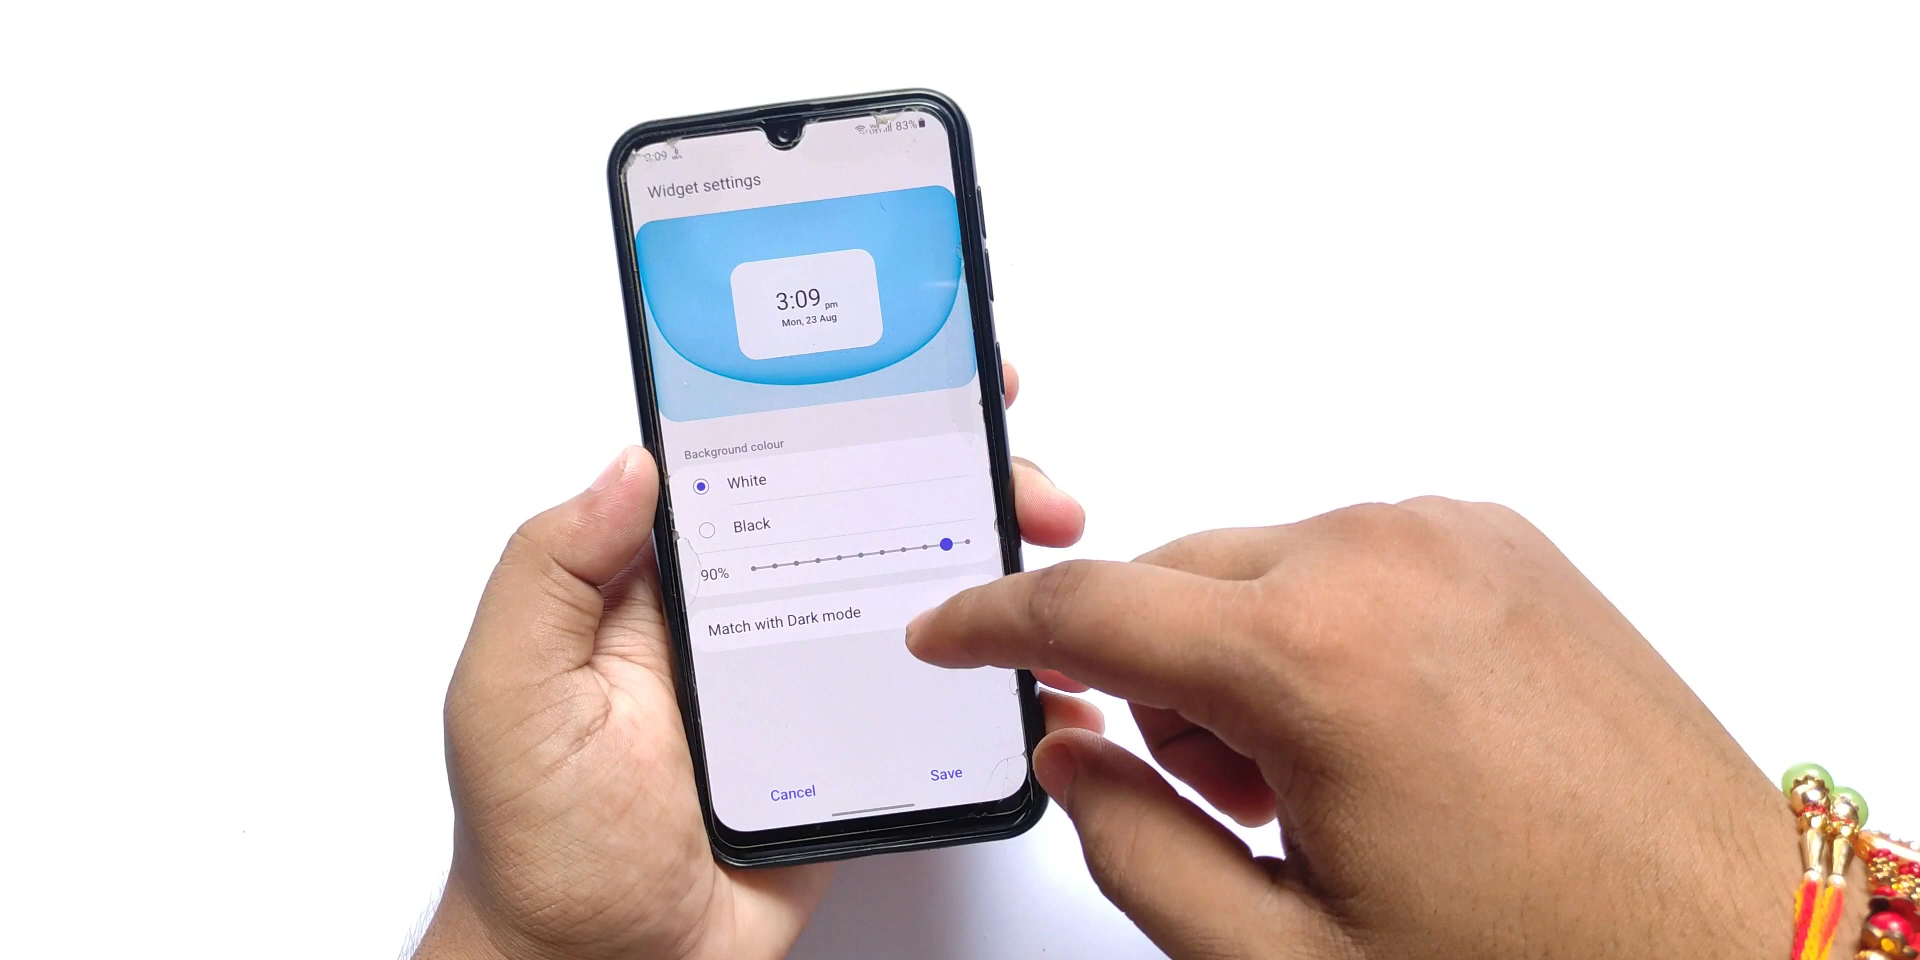 3:09
83%
Widget settings
3:09 pm
Mon, 23 Aug
Background colour
White
Black
90%
Match with Dark mode
Cancel
Save